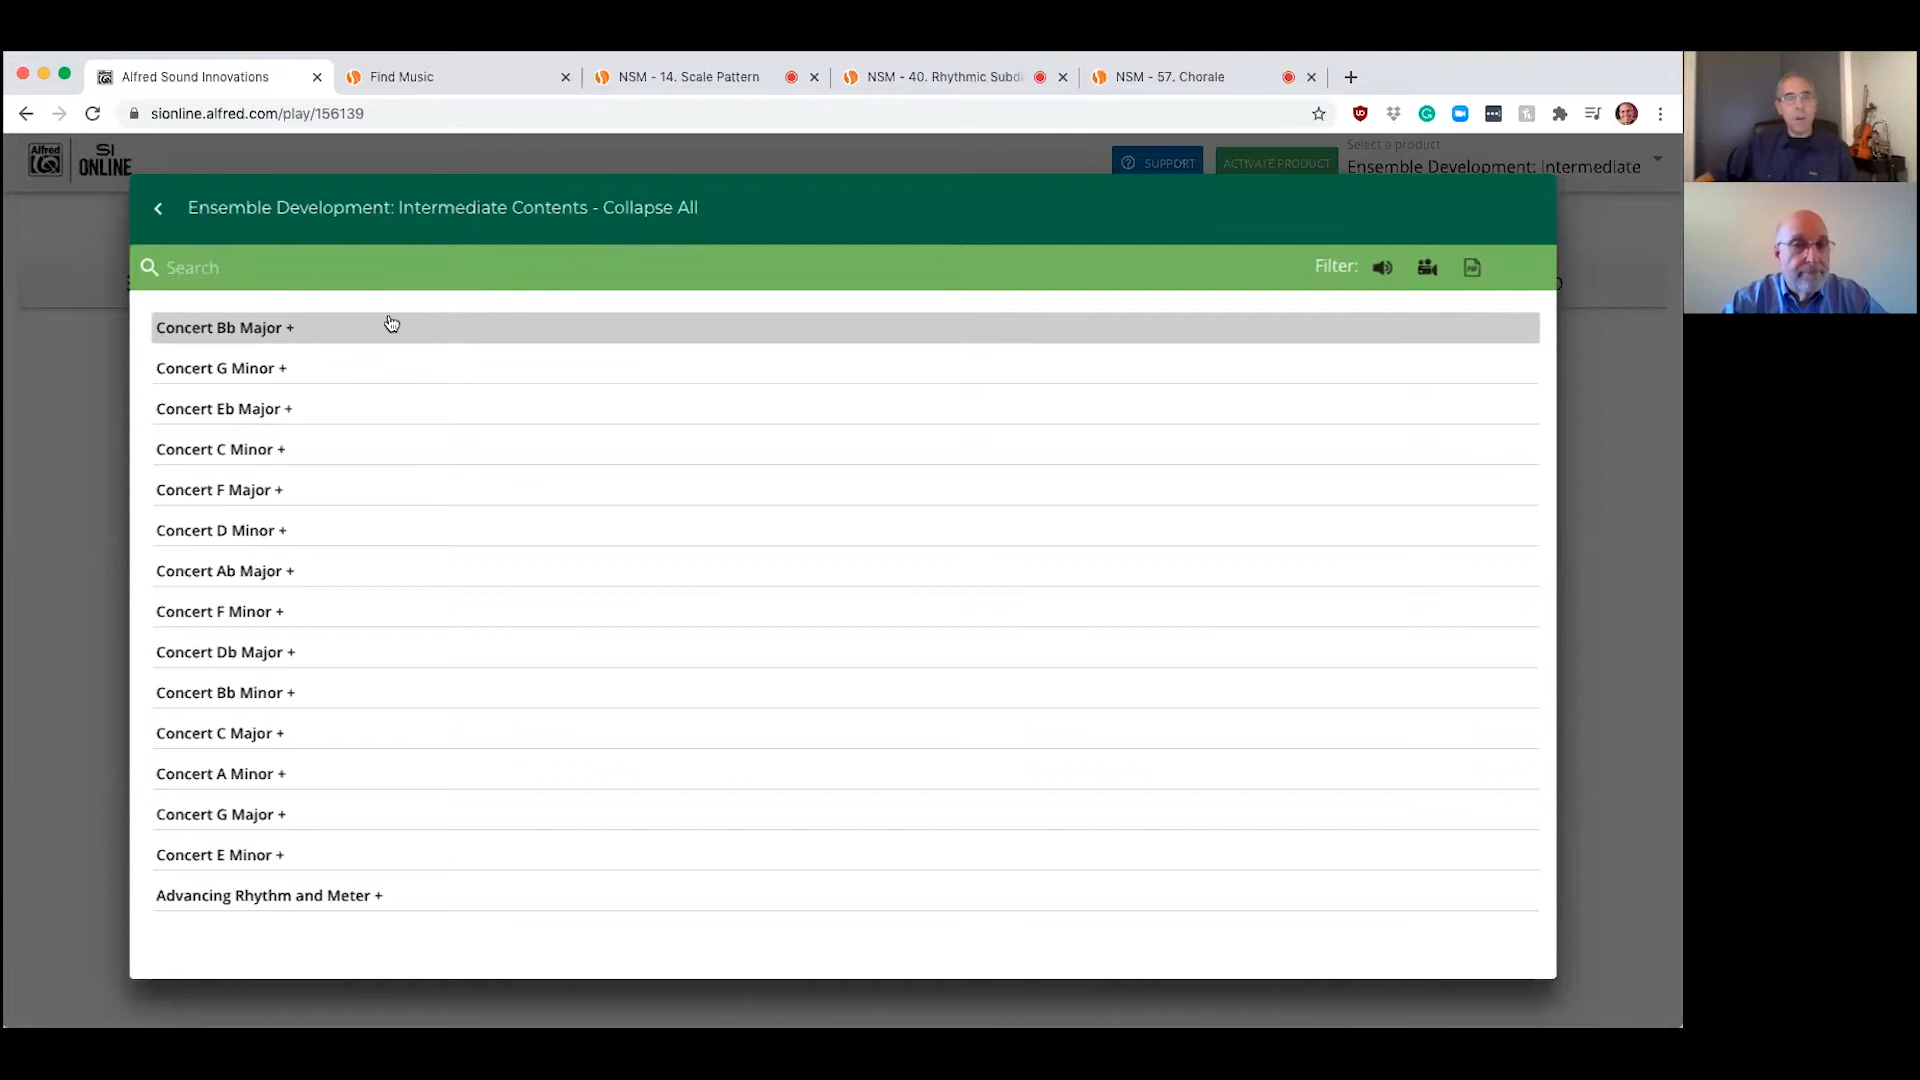 Alfred Sound Innovations
Find Music
NSM - 14. Scale Pattern
NSM - 40. Rhythmic Subdi
NSM - 57. Chorale
sionline.alfred.com/play/156139
Alfred
SI
ONLINE
SUPPORT
ACTIVATE PRODUCT
Select a product
Ensemble Development: Intermediate
Ensemble Development: Intermediate Contents - Collapse All
Search
Filter:
Concert Bb Major +
Concert G Minor +
Concert Eb Major +
Concert C Minor +
Concert F Major +
Concert D Minor +
Concert Ab Major +
Concert F Minor +
Concert Db Major +
Concert Bb Minor +
Concert C Major +
Concert A Minor +
Concert G Major +
Concert E Minor +
Advancing Rhythm and Meter +